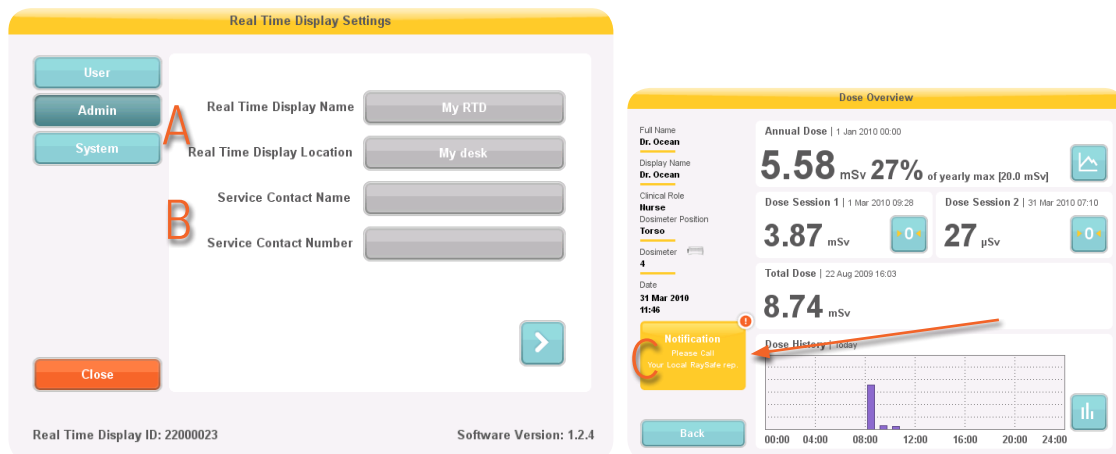 Real Time Display Settings
User
Admin
System
A
B
Real Time Display Name
My RTD
Real Time Display Location
My desk
Service Contact Name
Service Contact Number
Close
Real Time Display ID: 22000023
Software Version: 1.2.4
Dose Overview
Full Name
Dr. Ocean
Display Name
Dr. Ocean
Clinical Role
Nurse
Dosimeter Position
Torso
Dosimeter
4
Date
31 Mar 2010
11:46
!
Notification
Please Call
Your Local RaySafe rep.
C
Back
Annual Dose | 1 Jan 2010 00:00
5.58 mSv 27% of yearly max [20.0 mSv]
Dose Session 1 | 1 Mar 2010 09:28
3.87 mSv
0
Dose Session 2 | 31 Mar 2010 07:10
27 µSv
0
Total Dose | 22 Aug 2009 16:03
8.74 mSv
Dose History | Today
00:00 04:00 08:00 12:00 16:00 20:00 24:00